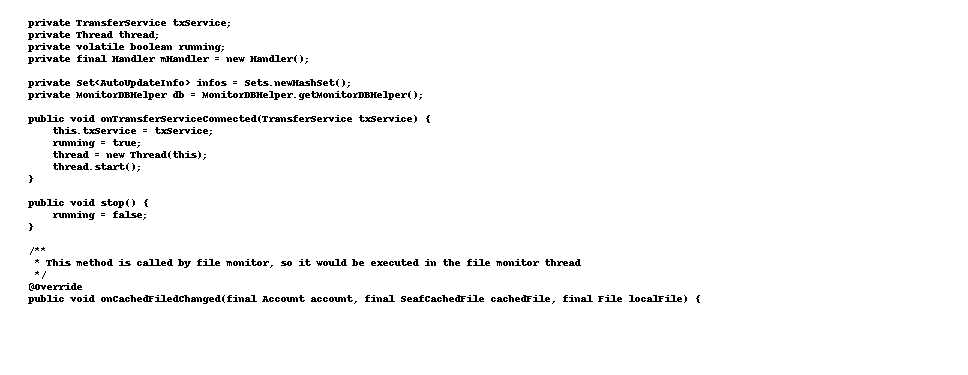 private TransferService txService;
private Thread thread;
private volatile boolean running;
private final Handler mHandler = new Handler();
private Set<AutoUpdateInfo> infos = Sets.newHashSet();
private MonitorDBHelper db = MonitorDBHelper.getMonitorDBHelper();
public void onTransferServiceConnected(TransferService txService) {
this.txService = txService;
running = true;
thread = new Thread(this);
thread.start();
}
public void stop() {
running = false;
}
/**
* This method is called by file monitor, so it would be executed in the file monitor thread
*/
@Override
public void onCachedFiledChanged(final Account account, final SeafCachedFile cachedFile, final File localFile) {